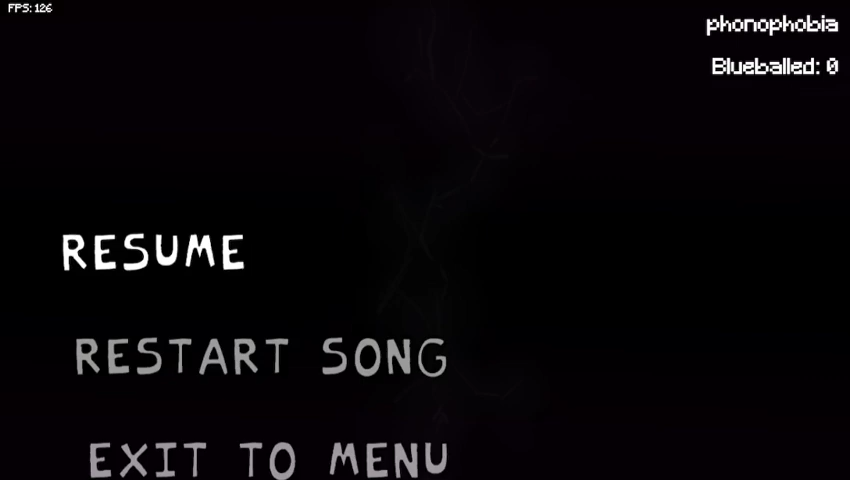 FPS: 126
phonophobia
Blueballed: 0
RESUME
RESTART SONG
EXIT TO MENU